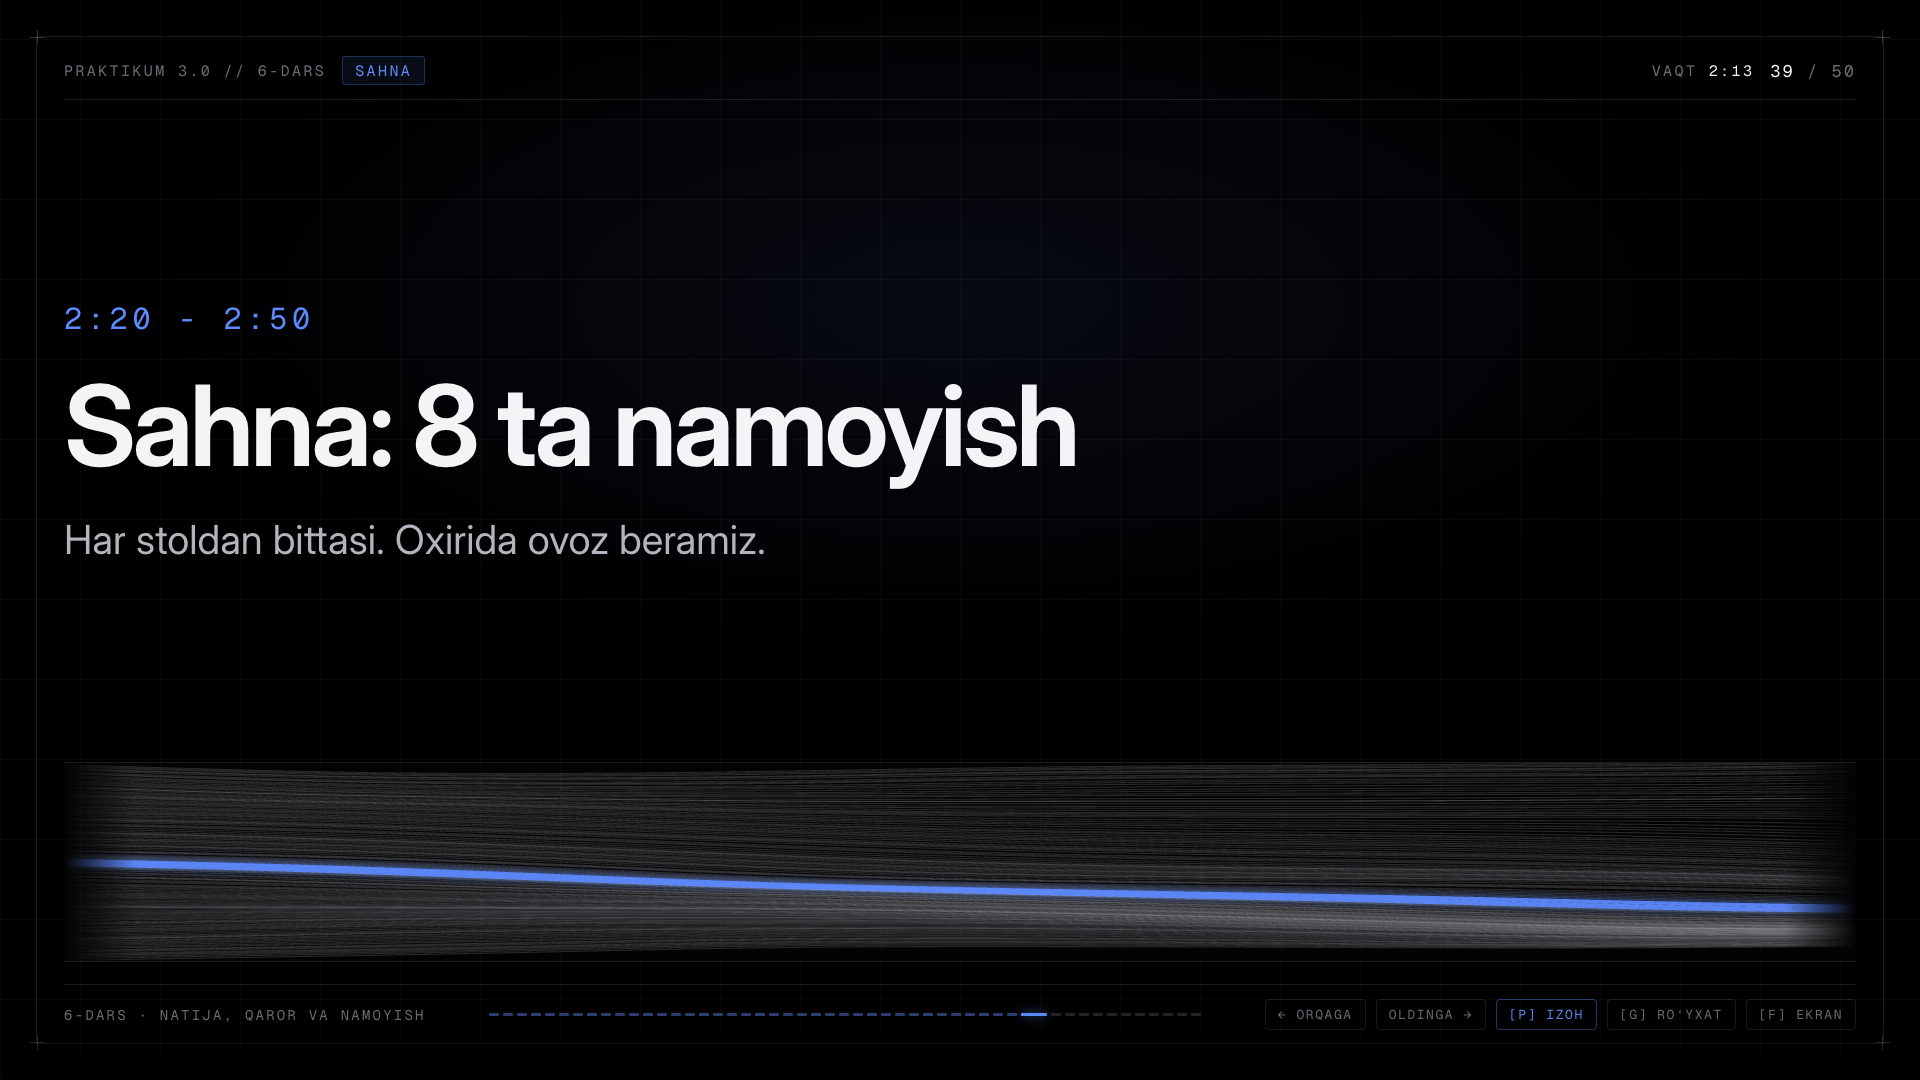 PRAKTIKUM 3.0 // 6-DARS SAHNA
VAQT 2:13 39 / 50
2:20 - 2:50
Sahna: 8 ta namoyish
Har stoldan bittasi. Oxirida ovoz beramiz.
6-DARS · NATIJA, QAROR VA NAMOYISH
← ORQAGA
OLDINGA →
[P] IZOH
[G] RO‘YXAT
[F] EKRAN